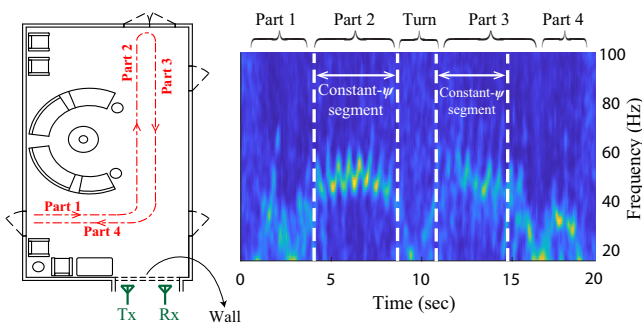 Part 1 Part 2 Turn Part 3 Part 4
Part 2
Part 3
Part 1
Part 4
Tx Rx
Wall
Constant-ψ
segment
Constant-ψ
segment
100
80
60
40
20
Frequency (Hz)
0 5 10 15 20
Time (sec)